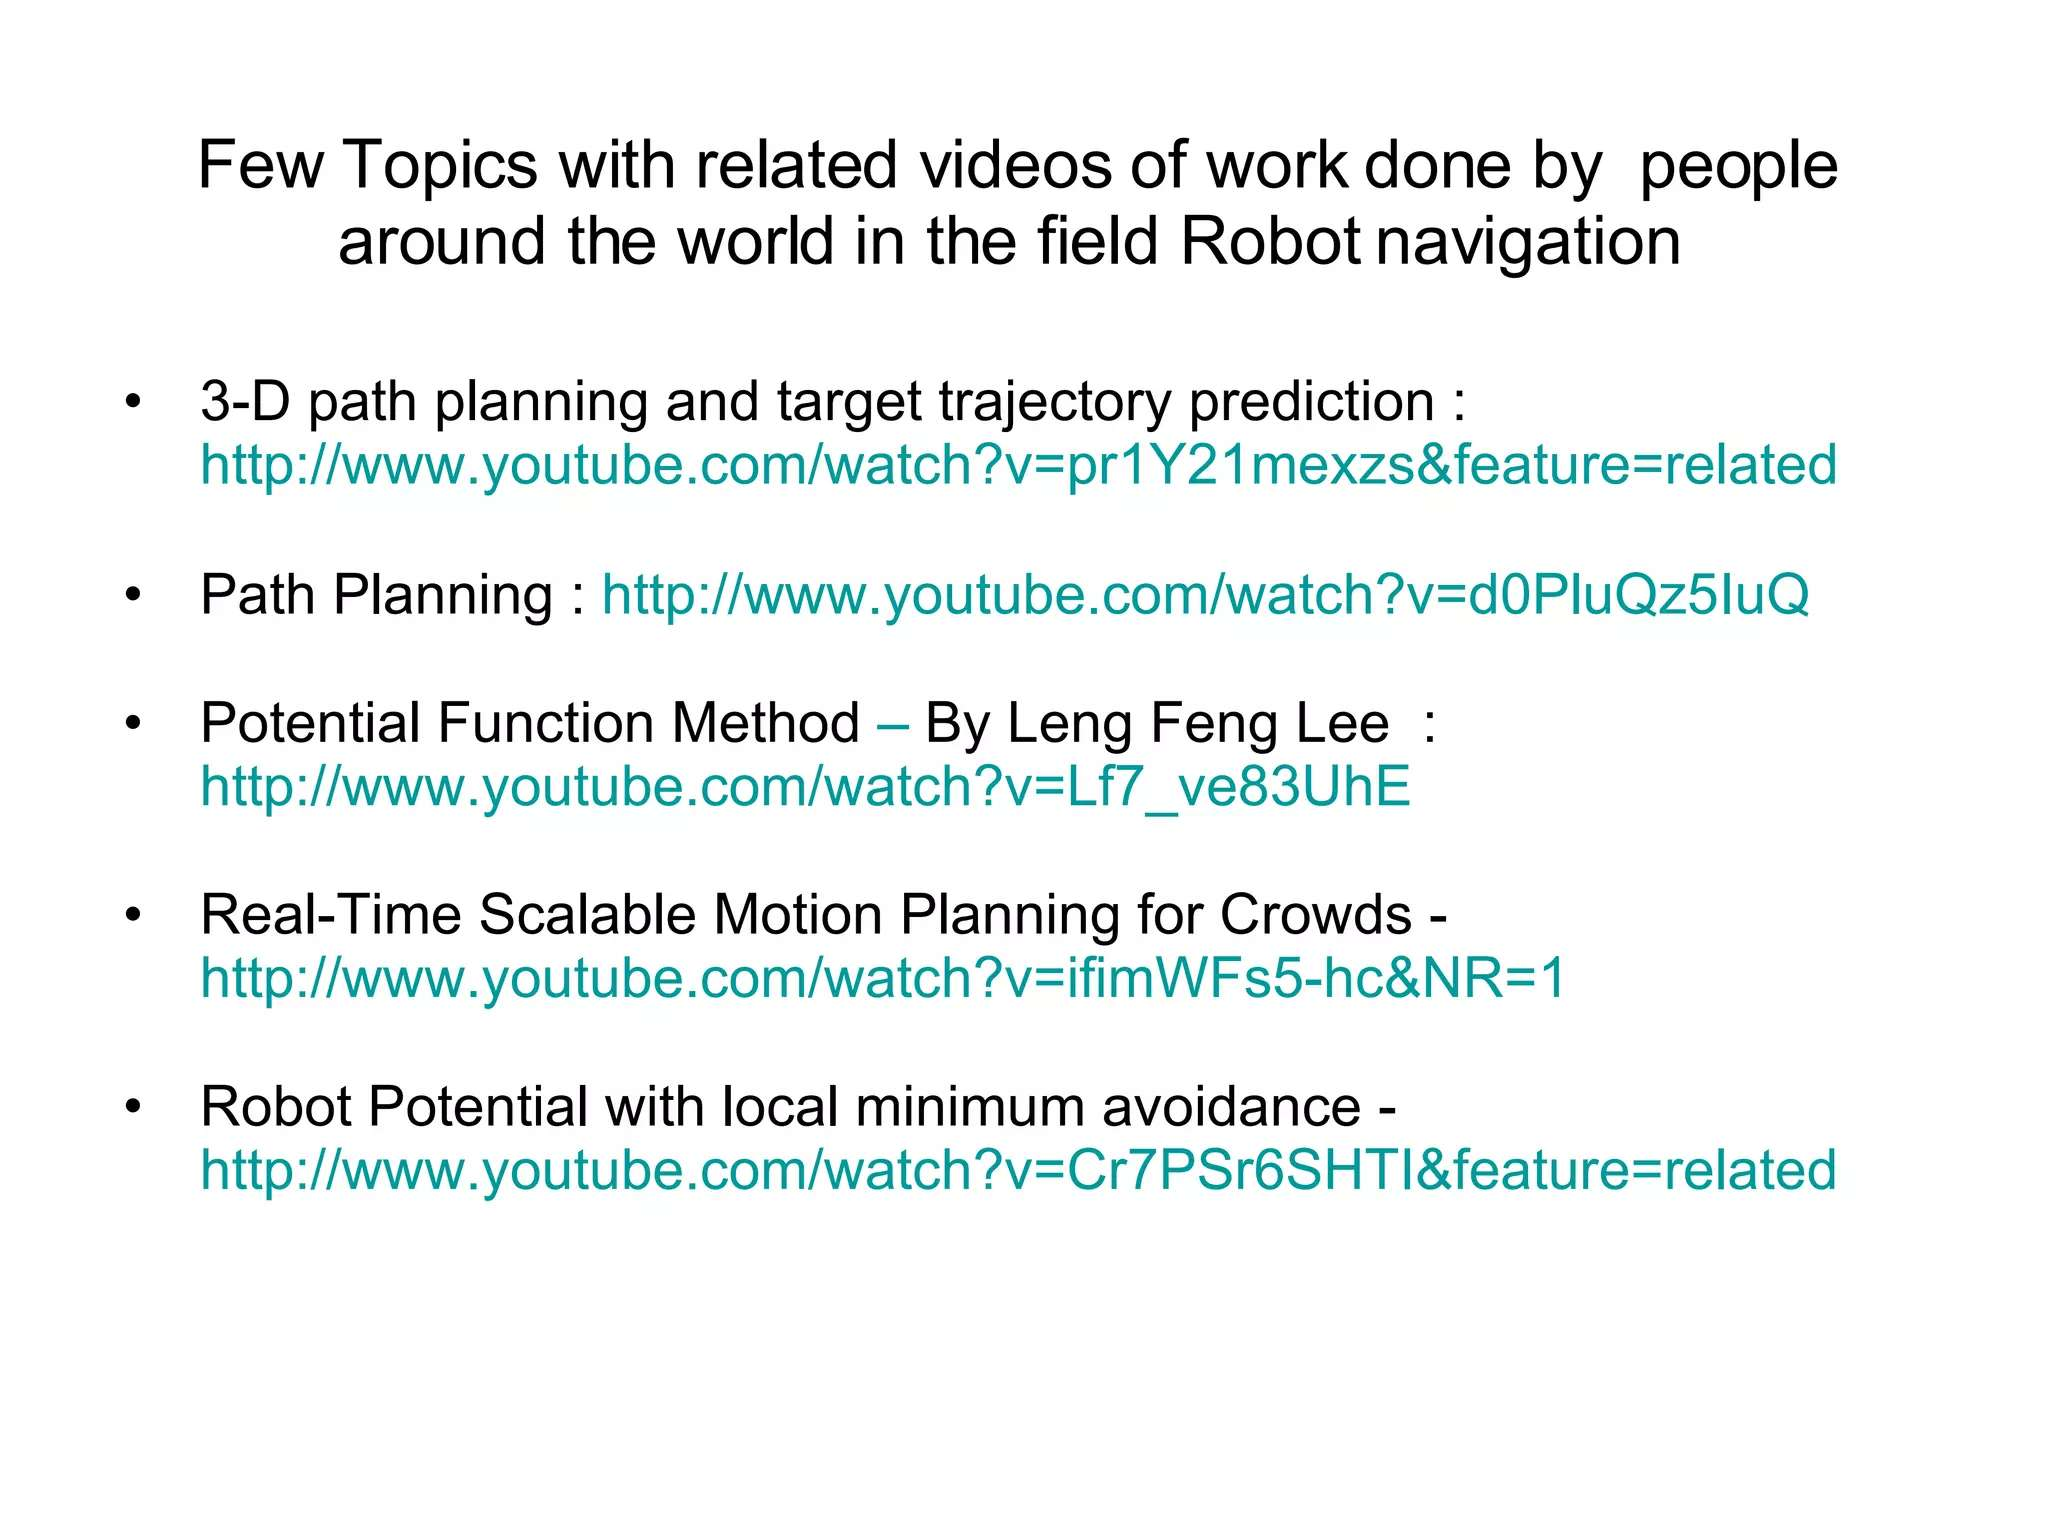 Few Topics with related videos of work done by  people
around the world in the field Robot navigation
• 3-D path planning and target trajectory prediction :
http://www.youtube.com/watch?v=pr1Y21mexzs&feature=related
• Path Planning : http://www.youtube.com/watch?v=d0PluQz5IuQ
• Potential Function Method – By Leng Feng Lee  :
http://www.youtube.com/watch?v=Lf7_ve83UhE
• Real-Time Scalable Motion Planning for Crowds -
http://www.youtube.com/watch?v=ifimWFs5-hc&NR=1
• Robot Potential with local minimum avoidance -
http://www.youtube.com/watch?v=Cr7PSr6SHTI&feature=related